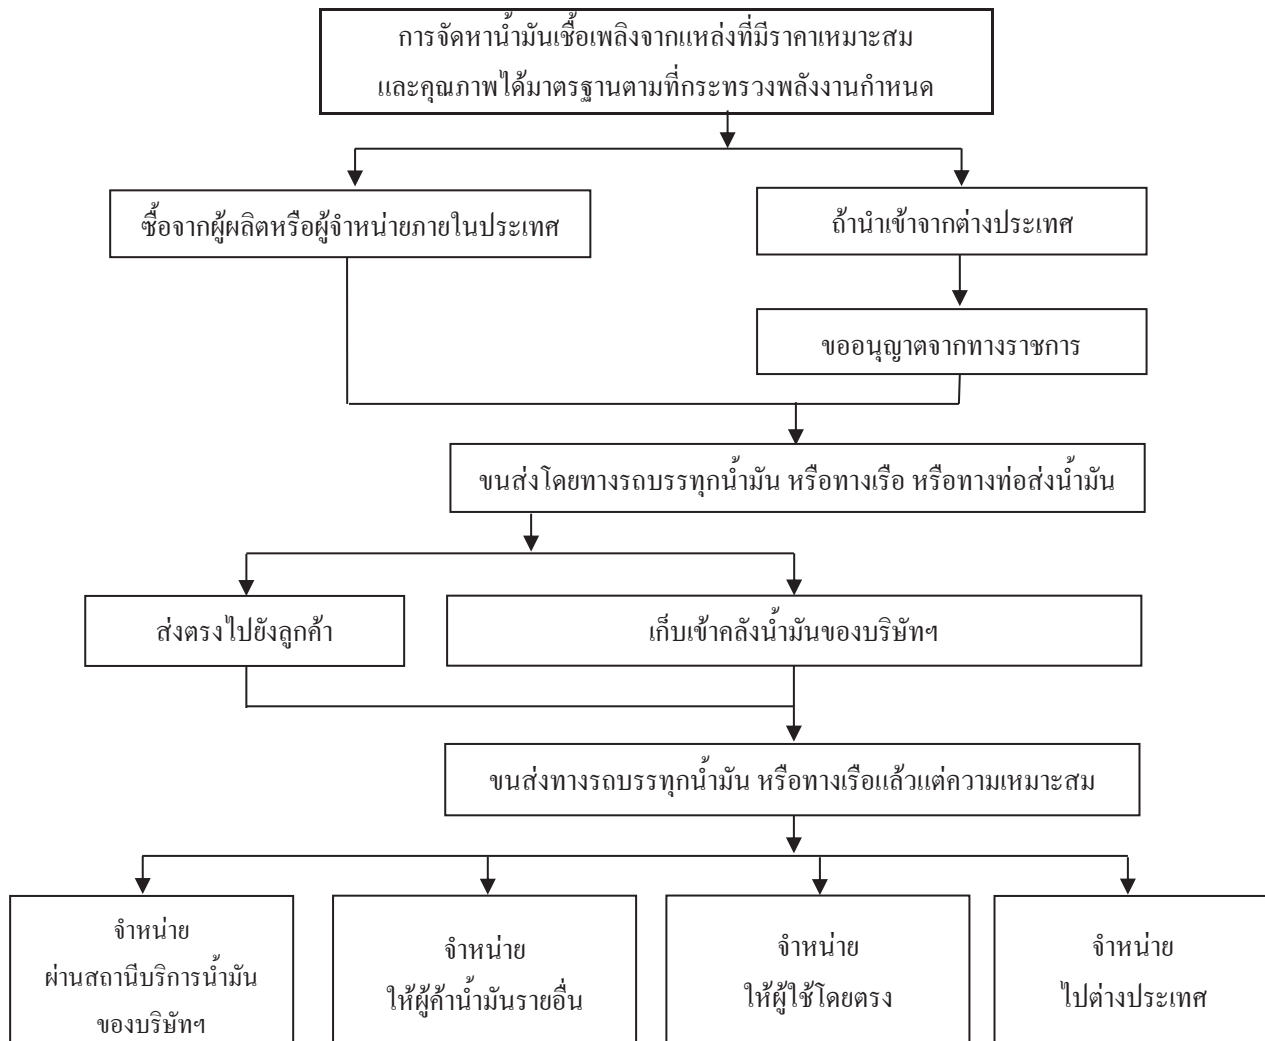 การจัดหาน้ำมันเชื้อเพลิงจากแหล่งที่มีราคาเหมาะสม
และคุณภาพได้มาตรฐานตามที่กระทรวงพลังงานกำหนด
ซื้อจากผู้ผลิตหรือผู้จำหน่ายภายในประเทศ
ถ้านำเข้าจากต่างประเทศ
ขออนุญาตจากทางราชการ
ขนส่งโดยทางรถบรรทุกน้ำมัน หรือทางเรือ หรือทางท่อส่งน้ำมัน
ส่งตรงไปยังลูกค้า
เก็บเข้าคลังน้ำมันของบริษัทฯ
ขนส่งทางรถบรรทุกน้ำมัน หรือทางเรือแล้วแต่ความเหมาะสม
จำหน่าย
ผ่านสถานีบริการน้ำมัน
ของบริษัทฯ
จำหน่าย
ให้ผู้ค้าน้ำมันรายอื่น
จำหน่าย
ให้ผู้ใช้โดยตรง
จำหน่าย
ไปต่างประเทศ